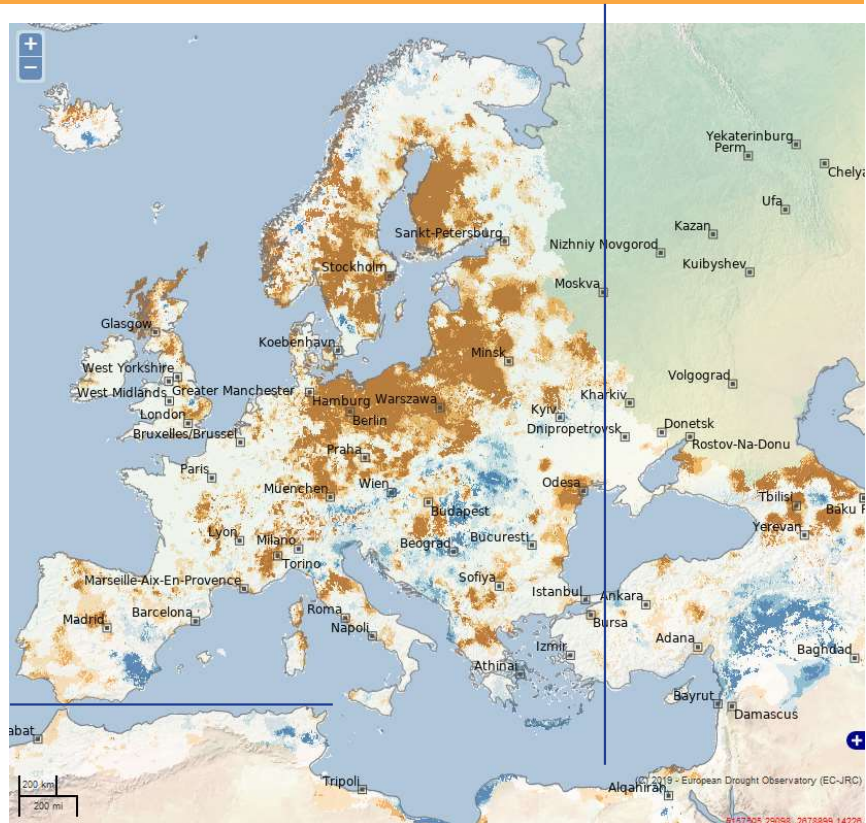 +
−
Yekaterinburg
Perm
Chelya
Ufa
Kazan
Sankt-Petersburg
Nizhniy Novgorod
Kuibyshev
Stockholm
Moskva
Glasgow
Koebenhavn
Minsk
West Yorkshire
West Midlands
Greater Manchester
Hamburg
Warszawa
Volgograd
Kharkiv
London
Berlin
Kyiv
Bruxelles/Brussel
Dnipropetrovsk
Donetsk
Rostov-Na-Donu
Praha
Paris
Wien
Odesa
Müenchen
Tbilisi
Budapest
Baku
Lyon
Milano
Beograd
Bucuresti
Yerevan
Torino
Marseille-Aix-En-Provence
Sofiya
Istanbul
Ankara
Madrid
Barcelona
Roma
Bursa
Napoli
Izmir
Adana
Baghdad
Athinai
Bayrut
Damascus
abat
+
200 km
200 mi
Tripoli
Alqahirah
(C) 2019 - European Drought Observatory (EC-JRC)